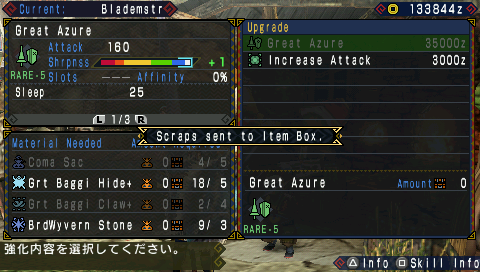 Current: Blademstr
133844z
Great Azure
Attack 160
Shrpnss +1
RARE-5 Slots --- Affinity 0%
Sleep 25
L 1/3 R
Upgrade
Great Azure 35000z
Increase Attack 3000z
Scraps sent to Item Box.
Material Needed
Coma Sac 0 4/ 5
Grt Baggi Hide+ 0 18/ 5
Grt Baggi Claw+ 0 2/ 4
BrdWyvern Stone 0 9/ 3
Great Azure Amount 0
RARE-5
強化内容を選択してください。
Info Skill Info